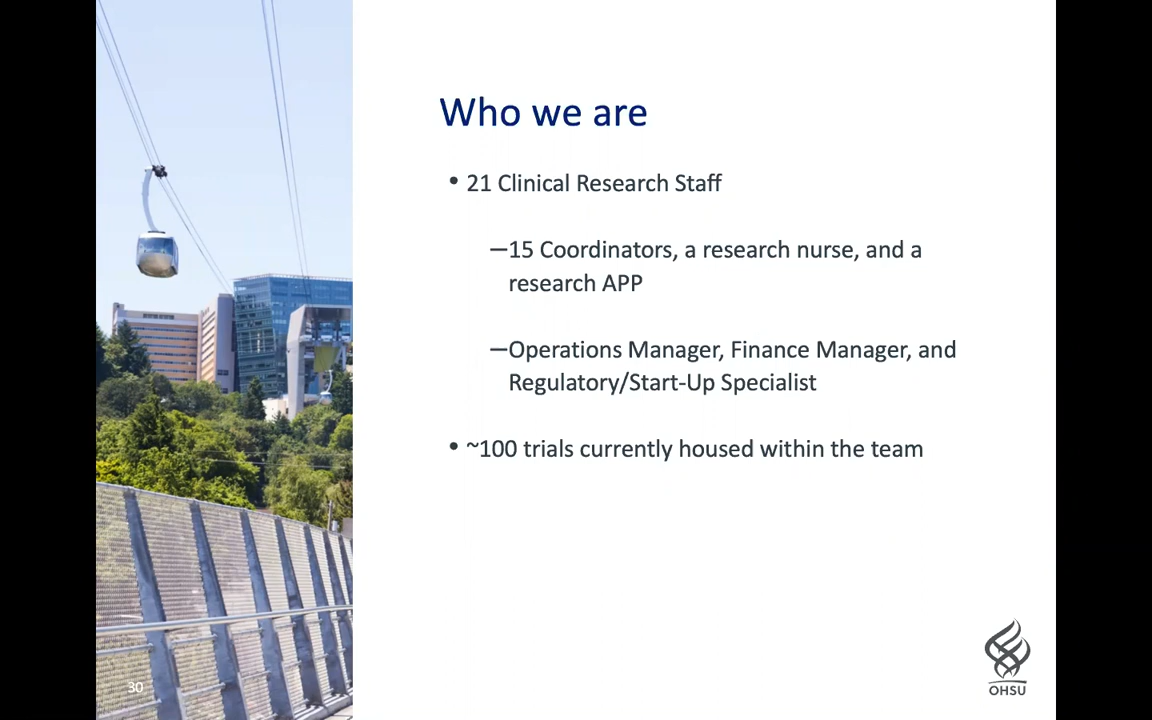 Who we are
• 21 Clinical Research Staff
–15 Coordinators, a research nurse, and a
research APP
–Operations Manager, Finance Manager, and
Regulatory/Start-Up Specialist
• ~100 trials currently housed within the team
30
OHSU